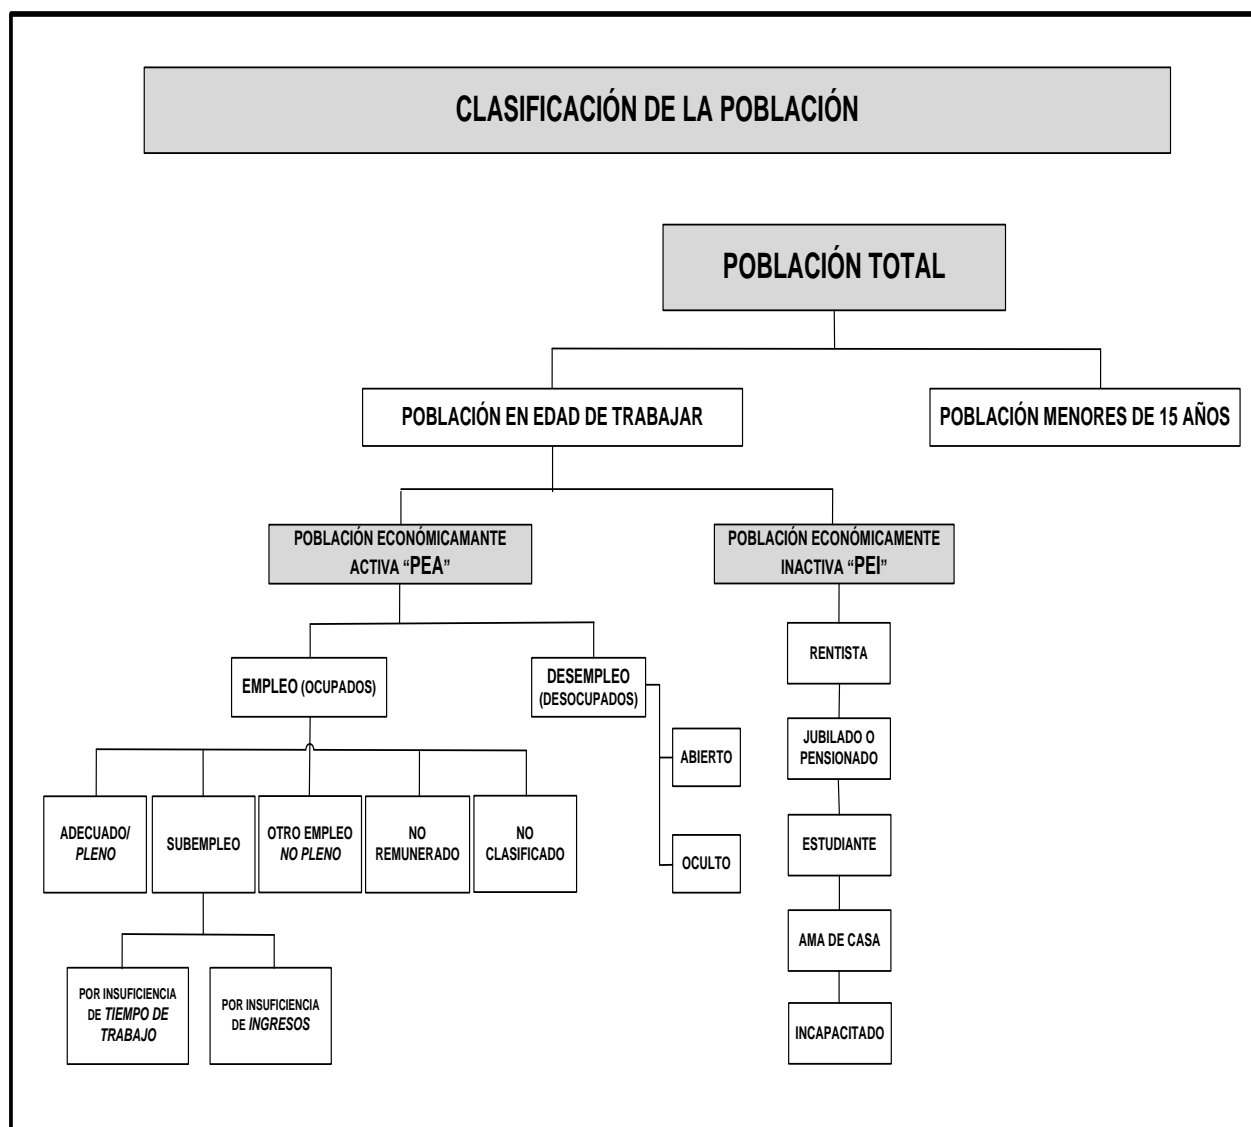 CLASIFICACIÓN DE LA POBLACIÓN
POBLACIÓN TOTAL
POBLACIÓN EN EDAD DE TRABAJAR
POBLACIÓN MENORES DE 15 AÑOS
POBLACIÓN ECONÓMICAMANTE
ACTIVA “PEA”
POBLACIÓN ECONÓMICAMENTE
INACTIVA “PEI”
EMPLEO (OCUPADOS)
DESEMPLEO
(DESOCUPADOS)
RENTISTA
ABIERTO
JUBILADO O
PENSIONADO
ADECUADO/
PLENO
SUBEMPLEO
OTRO EMPLEO
NO PLENO
NO
REMUNERADO
NO
CLASIFICADO
OCULTO
ESTUDIANTE
AMA DE CASA
POR INSUFICIENCIA
DE TIEMPO DE
TRABAJO
POR INSUFICIENCIA
DE INGRESOS
INCAPACITADO